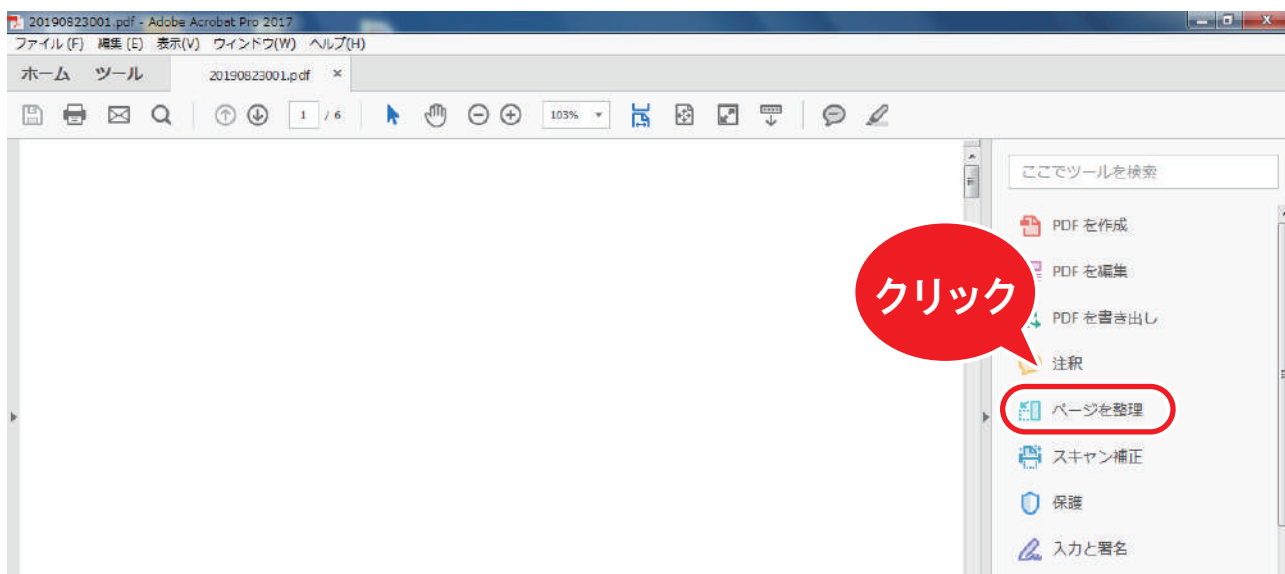 20190823001.pdf - Adobe Acrobat Pro 2017
ファイル(F) 編集(E) 表示(V) ウィンドウ(W) ヘルプ(H)
ホーム ツール 20190823001.pdf ×
1 / 6 103%
ここでツールを検索
PDF を作成
PDF を編集
クリック
PDF を書き出し
注釈
ページを整理
スキャン補正
保護
入力と署名